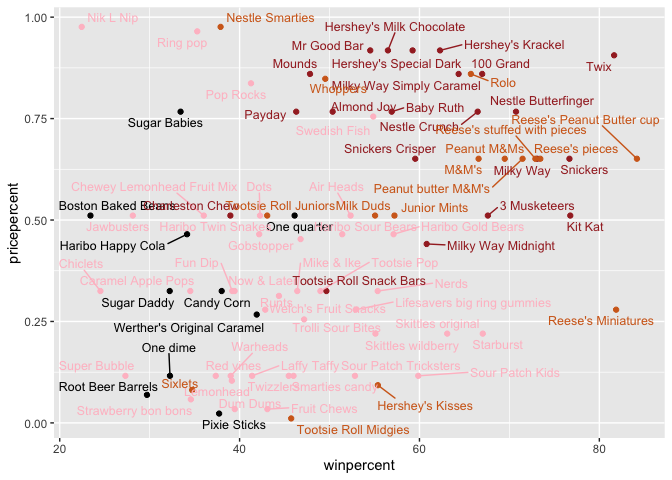 1.00
0.75
0.50
0.25
0.00
pricepercent
Nik L Nip
Nestle Smarties
Ring pop
Hershey's Milk Chocolate
Mr Good Bar
Hershey's Krackel
Mounds
Hershey's Special Dark
100 Grand
Twix
Pop Rocks
Whoppers
Milky Way Simply Caramel
Rolo
Sugar Babies
Payday
Almond Joy
Baby Ruth
Nestle Butterfinger
Swedish Fish
Nestle Crunch
Reese's Peanut Butter cup
Reese's stuffed with pieces
Snickers Crisper
Peanut M&Ms
Reese's pieces
M&M's
Milky Way
Snickers
Peanut butter M&M's
Chewey Lemonhead Fruit Mix
Dots
Air Heads
Boston Baked Beans
Charleston Chew
Tootsie Roll Juniors
Milk Duds
Junior Mints
3 Musketeers
Jawbusters
Haribo Twin Snakes
One quarter
Haribo Sour Bears
Haribo Gold Bears
Kit Kat
Haribo Happy Cola
Gobstopper
Milky Way Midnight
Chiclets
Fun Dip
Mike & Ike
Tootsie Pop
Caramel Apple Pops
Now & Later
Tootsie Roll Snack Bars
Nerds
Sugar Daddy
Candy Corn
Runts
Welch's Fruit Snacks
Lifesavers big ring gummies
Reese's Miniatures
Werther's Original Caramel
Trolli Sour Bites
Skittles original
Skittles wildberry
Starburst
One dime
Warheads
Super Bubble
Red vines
Laffy Taffy
Sour Patch Tricksters
Sour Patch Kids
Root Beer Barrels
Sixlets
Lemonhead
Twizzlers
Smarties candy
Strawberry bon bons
Dum Dums
Fruit Chews
Hershey's Kisses
Pixie Sticks
Tootsie Roll Midgies
20
40
60
80
winpercent